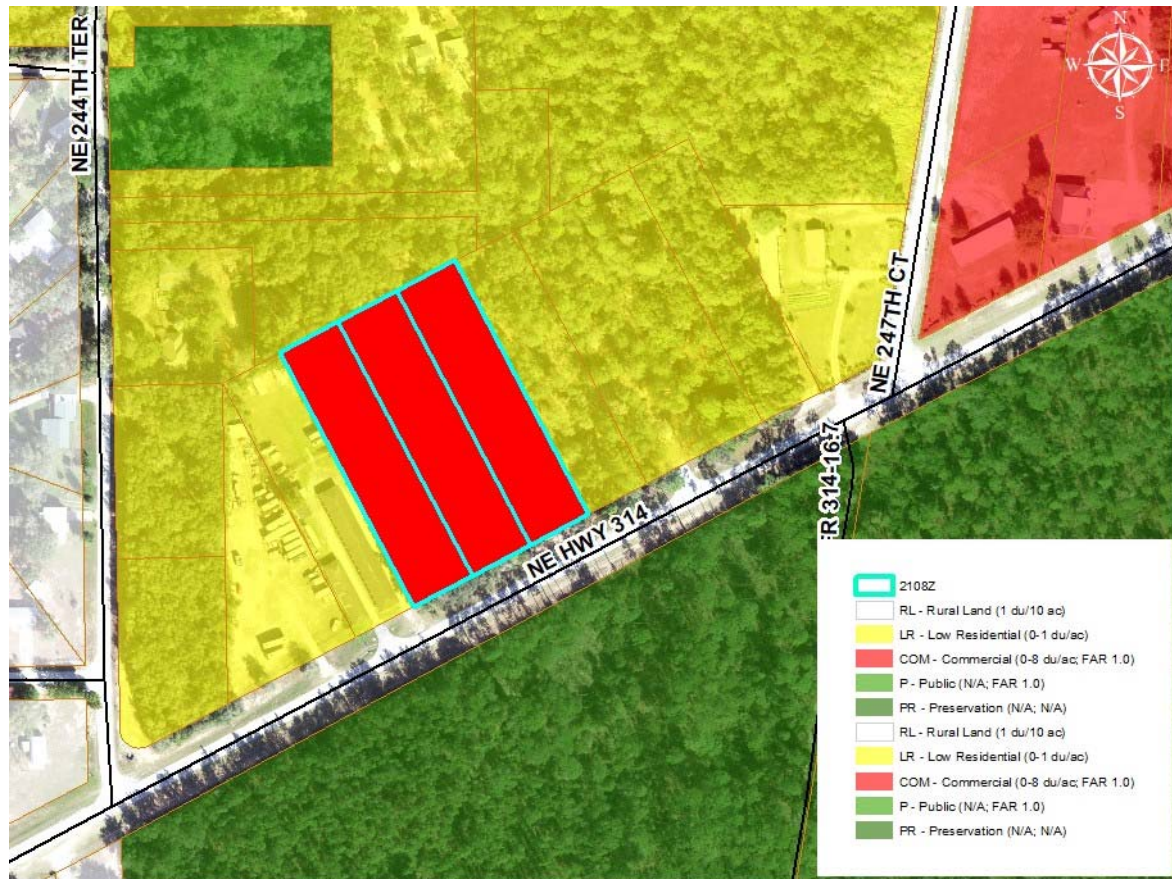 NE 244TH TER
N
W
E
S
NE 247TH CT
NE HWY 314
FR 314-16.7
2108Z
RL - Rural Land (1 du/10 ac)
LR - Low Residential (0-1 du/ac)
COM - Commercial (0-8 du/ac; FAR 1.0)
P - Public (N/A; FAR 1.0)
PR - Preservation (N/A; N/A)
RL - Rural Land (1 du/10 ac)
LR - Low Residential (0-1 du/ac)
COM - Commercial (0-8 du/ac; FAR 1.0)
P - Public (N/A; FAR 1.0)
PR - Preservation (N/A; N/A)